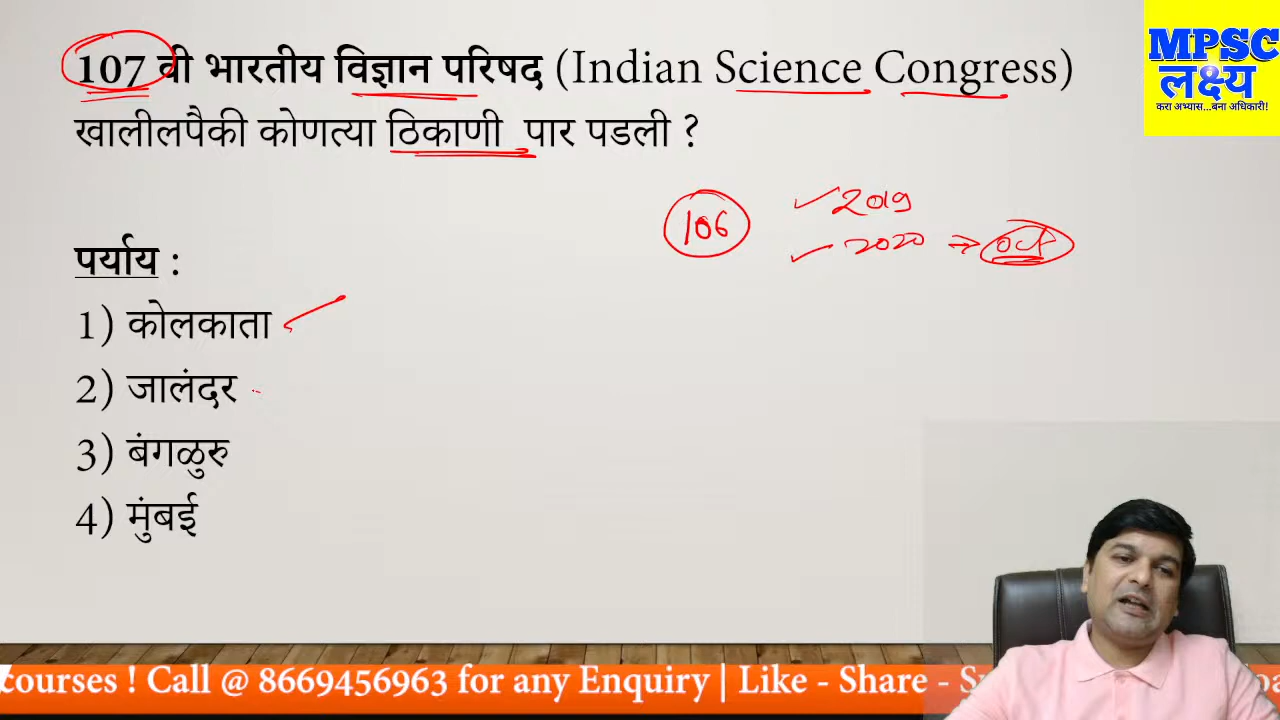 107 वी भारतीय विज्ञान परिषद (Indian Science Congress)
खालीलपैकी कोणत्या ठिकाणी पार पडली ?
MPSC
लक्ष्य
करा अभ्यास...बना अधिकारी!
106
2019
2020
पर्याय :
1) कोलकाता
2) जालंदर
3) बंगळुरु
4) मुंबई
courses ! Call @ 8669456963 for any Enquiry | Like - Share -